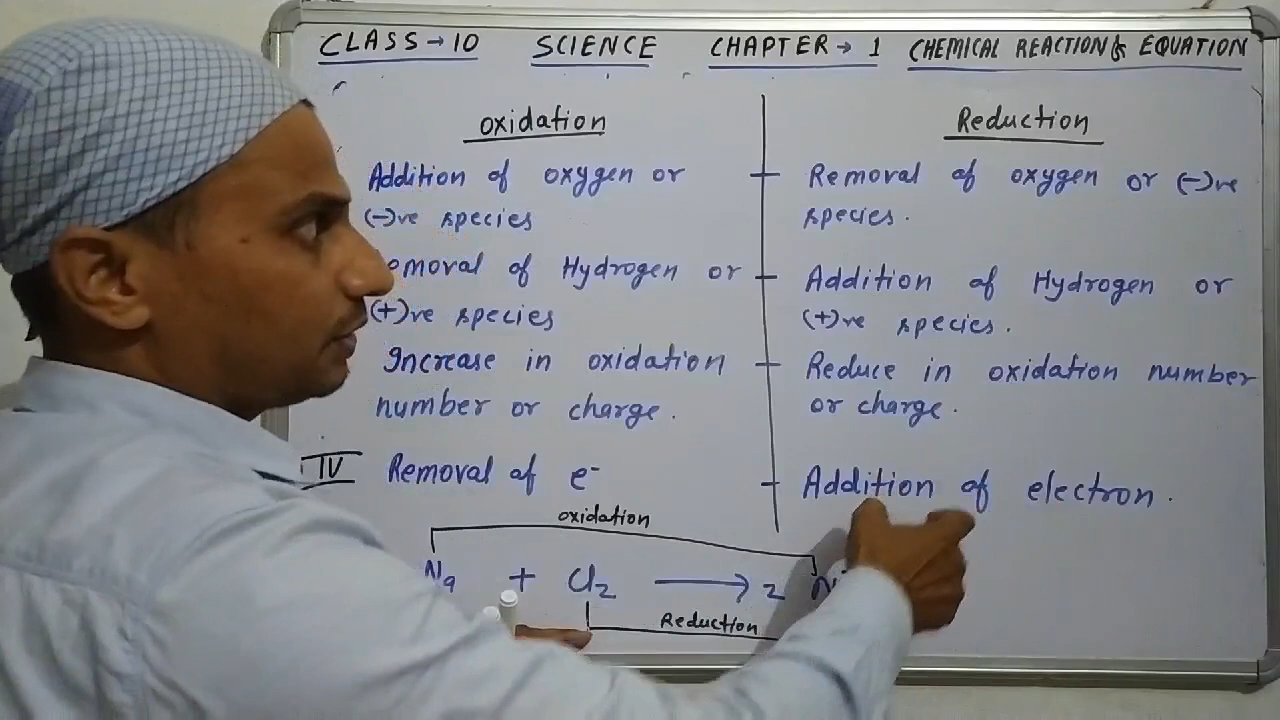 CLASS → 10 SCIENCE CHAPTER → 1 CHEMICAL REACTION & EQUATION
oxidation
Addition of oxygen or
(-)ve species
emoval of Hydrogen or
(+)ve species
Increase in oxidation
number or charge.
IV Removal of e⁻
Reduction
Removal of oxygen or (-)ve
species.
Addition of Hydrogen or
(+)ve species.
Reduce in oxidation number
or charge.
Addition of electron.
oxidation
Na + Cl₂ ⟶ 2
Reduction